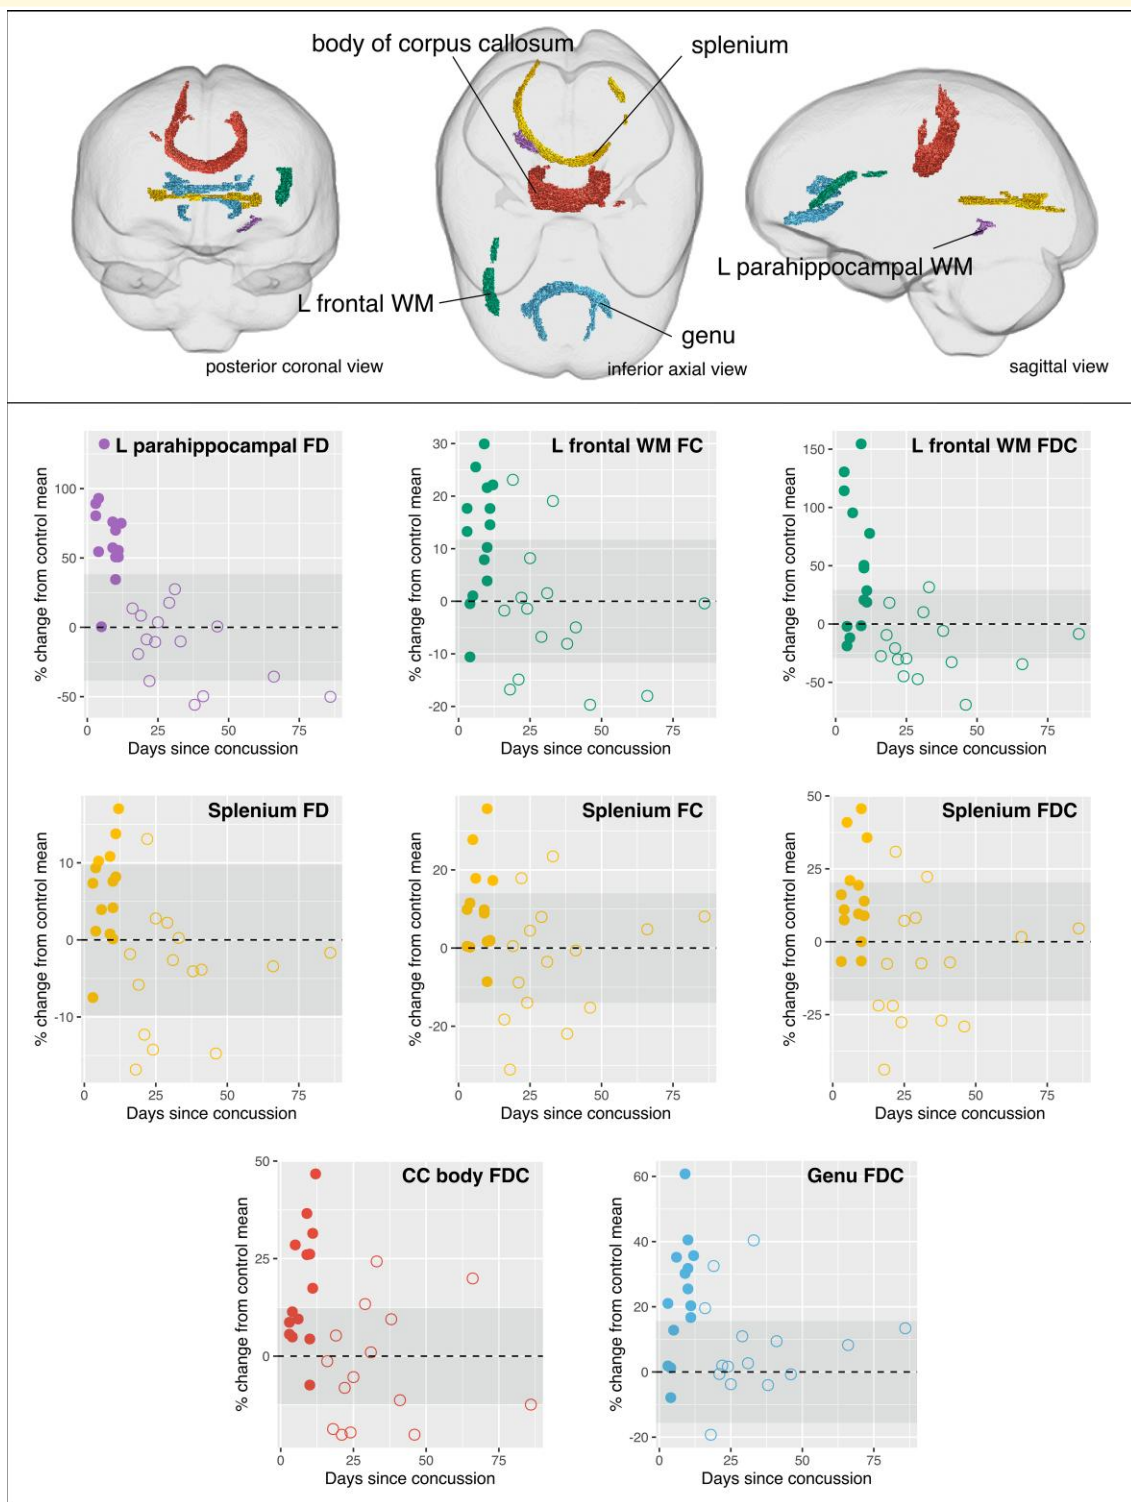 body of corpus callosum
splenium
L parahippocampal WM
L frontal WM
genu
posterior coronal view
inferior axial view
sagittal view
L parahippocampal FD
% change from control mean
100
50
0
-50
0 25 50 75
Days since concussion
L frontal WM FC
% change from control mean
30
20
10
0
-10
-20
0 25 50 75
Days since concussion
L frontal WM FDC
% change from control mean
150
100
50
0
-50
0 25 50 75
Days since concussion
Splenium FD
% change from control mean
10
0
-10
0 25 50 75
Days since concussion
Splenium FC
% change from control mean
20
0
-20
0 25 50 75
Days since concussion
Splenium FDC
% change from control mean
50
25
0
-25
0 25 50 75
Days since concussion
CC body FDC
% change from control mean
50
25
0
0 25 50 75
Days since concussion
Genu FDC
% change from control mean
60
40
20
0
-20
0 25 50 75
Days since concussion